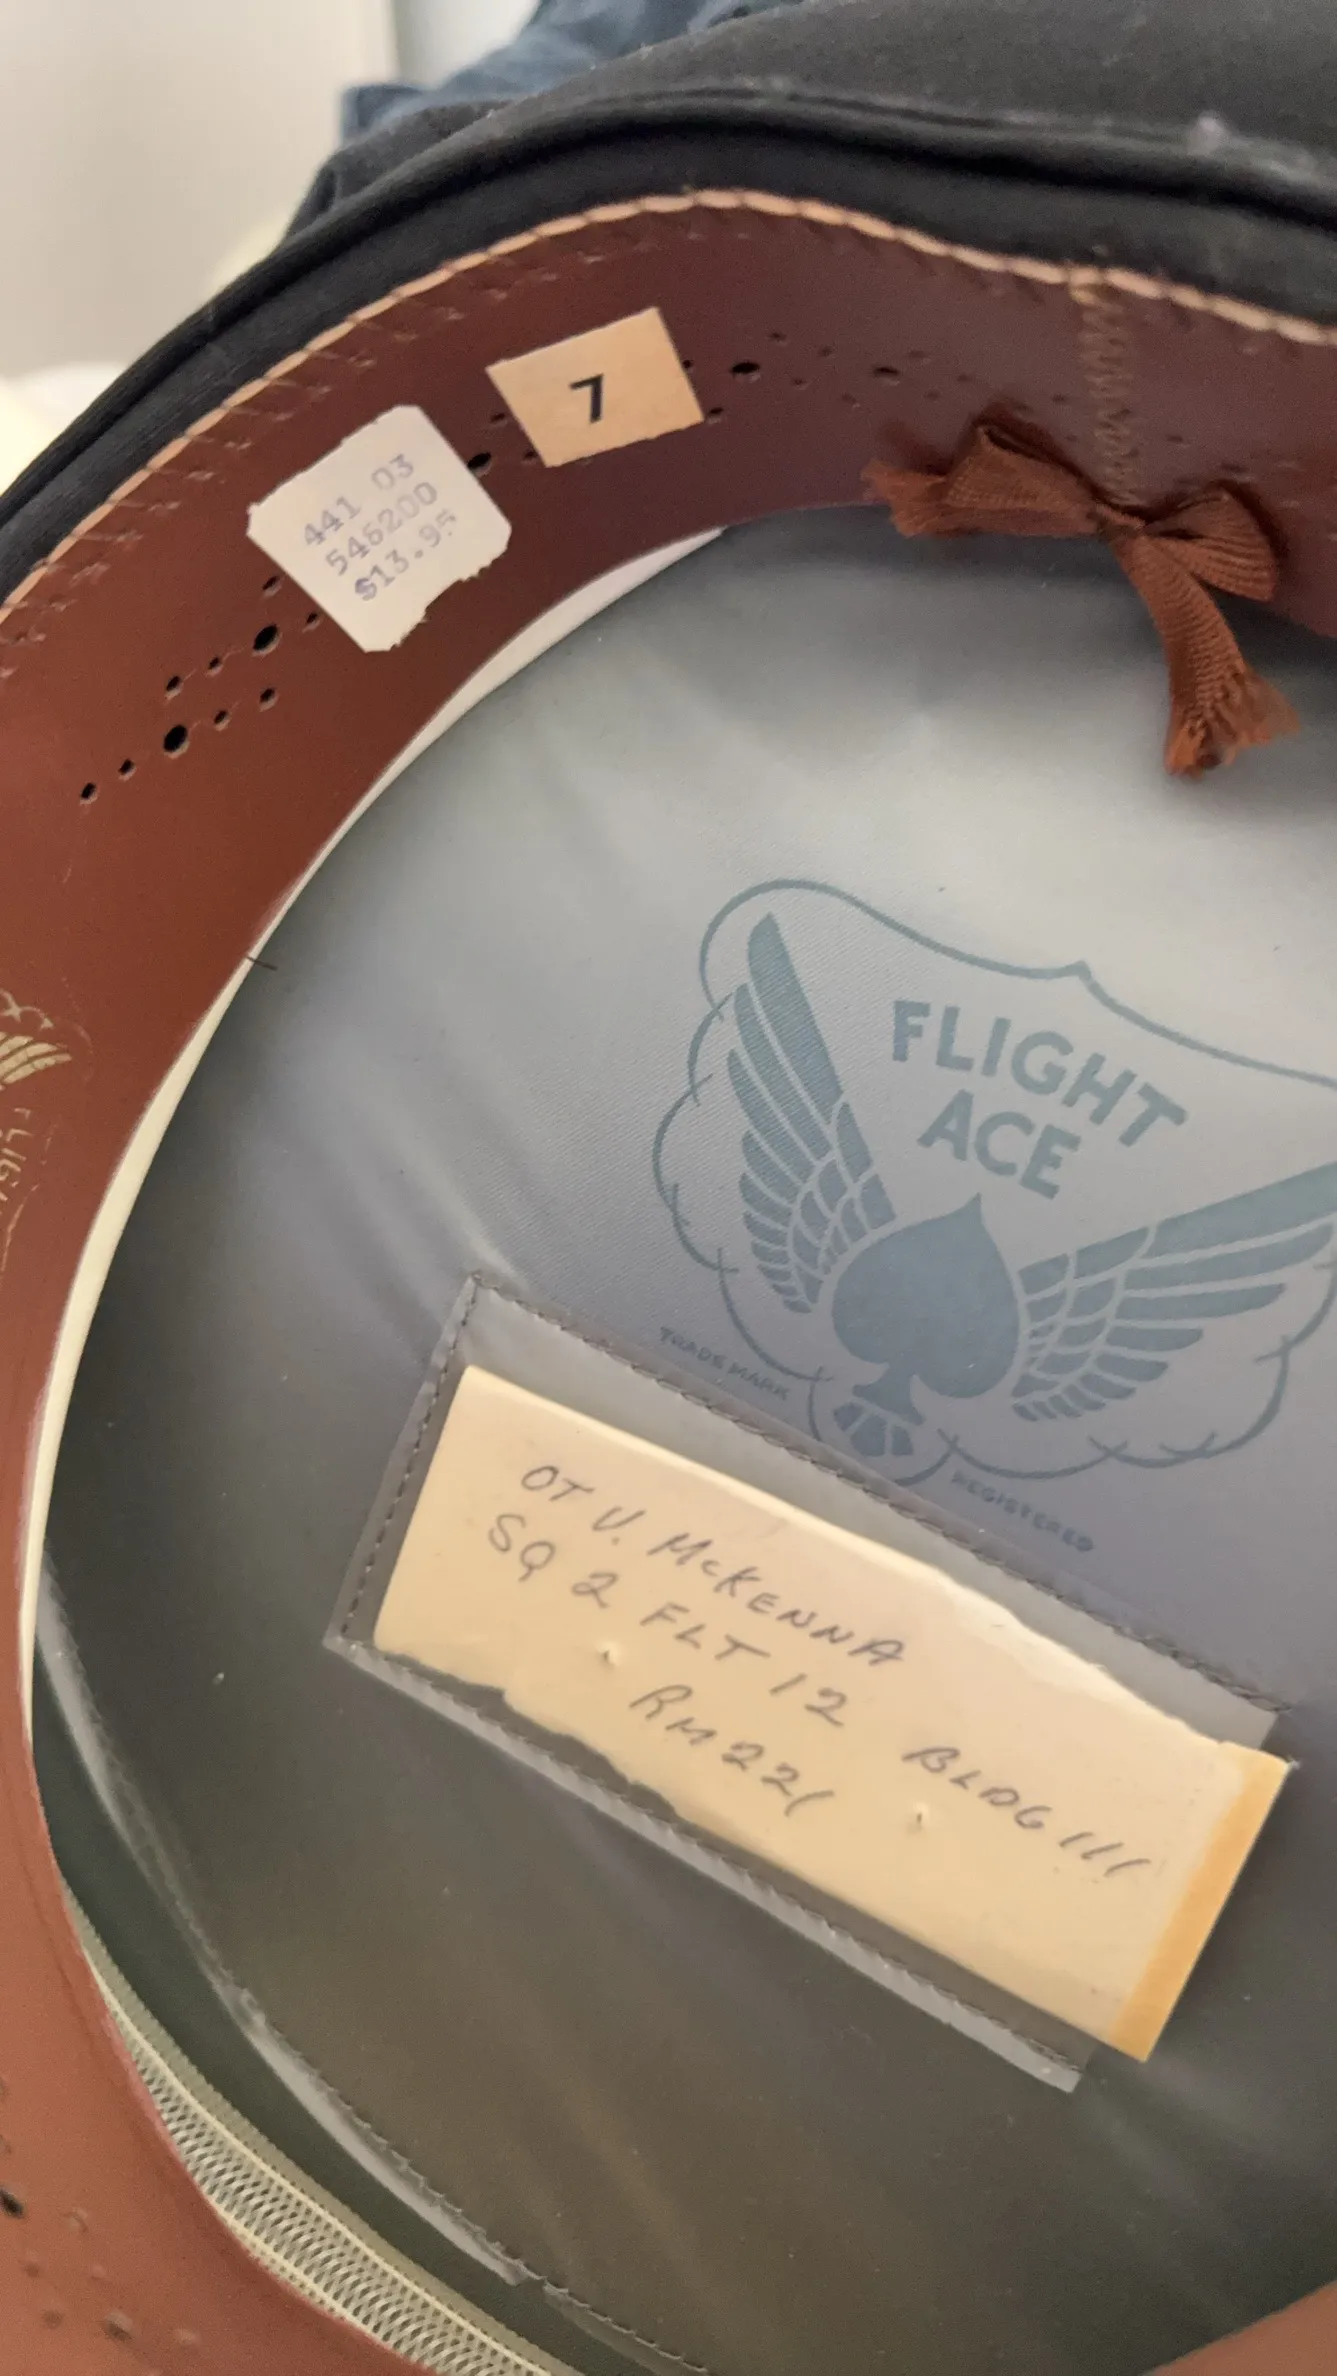 7
441 03
546200
$13.95
FLIGHT
ACE
TRADE MARK
REGISTERED
OT V. McKENNA
SQ 2 FLT 12 BLDG 111
RM 221